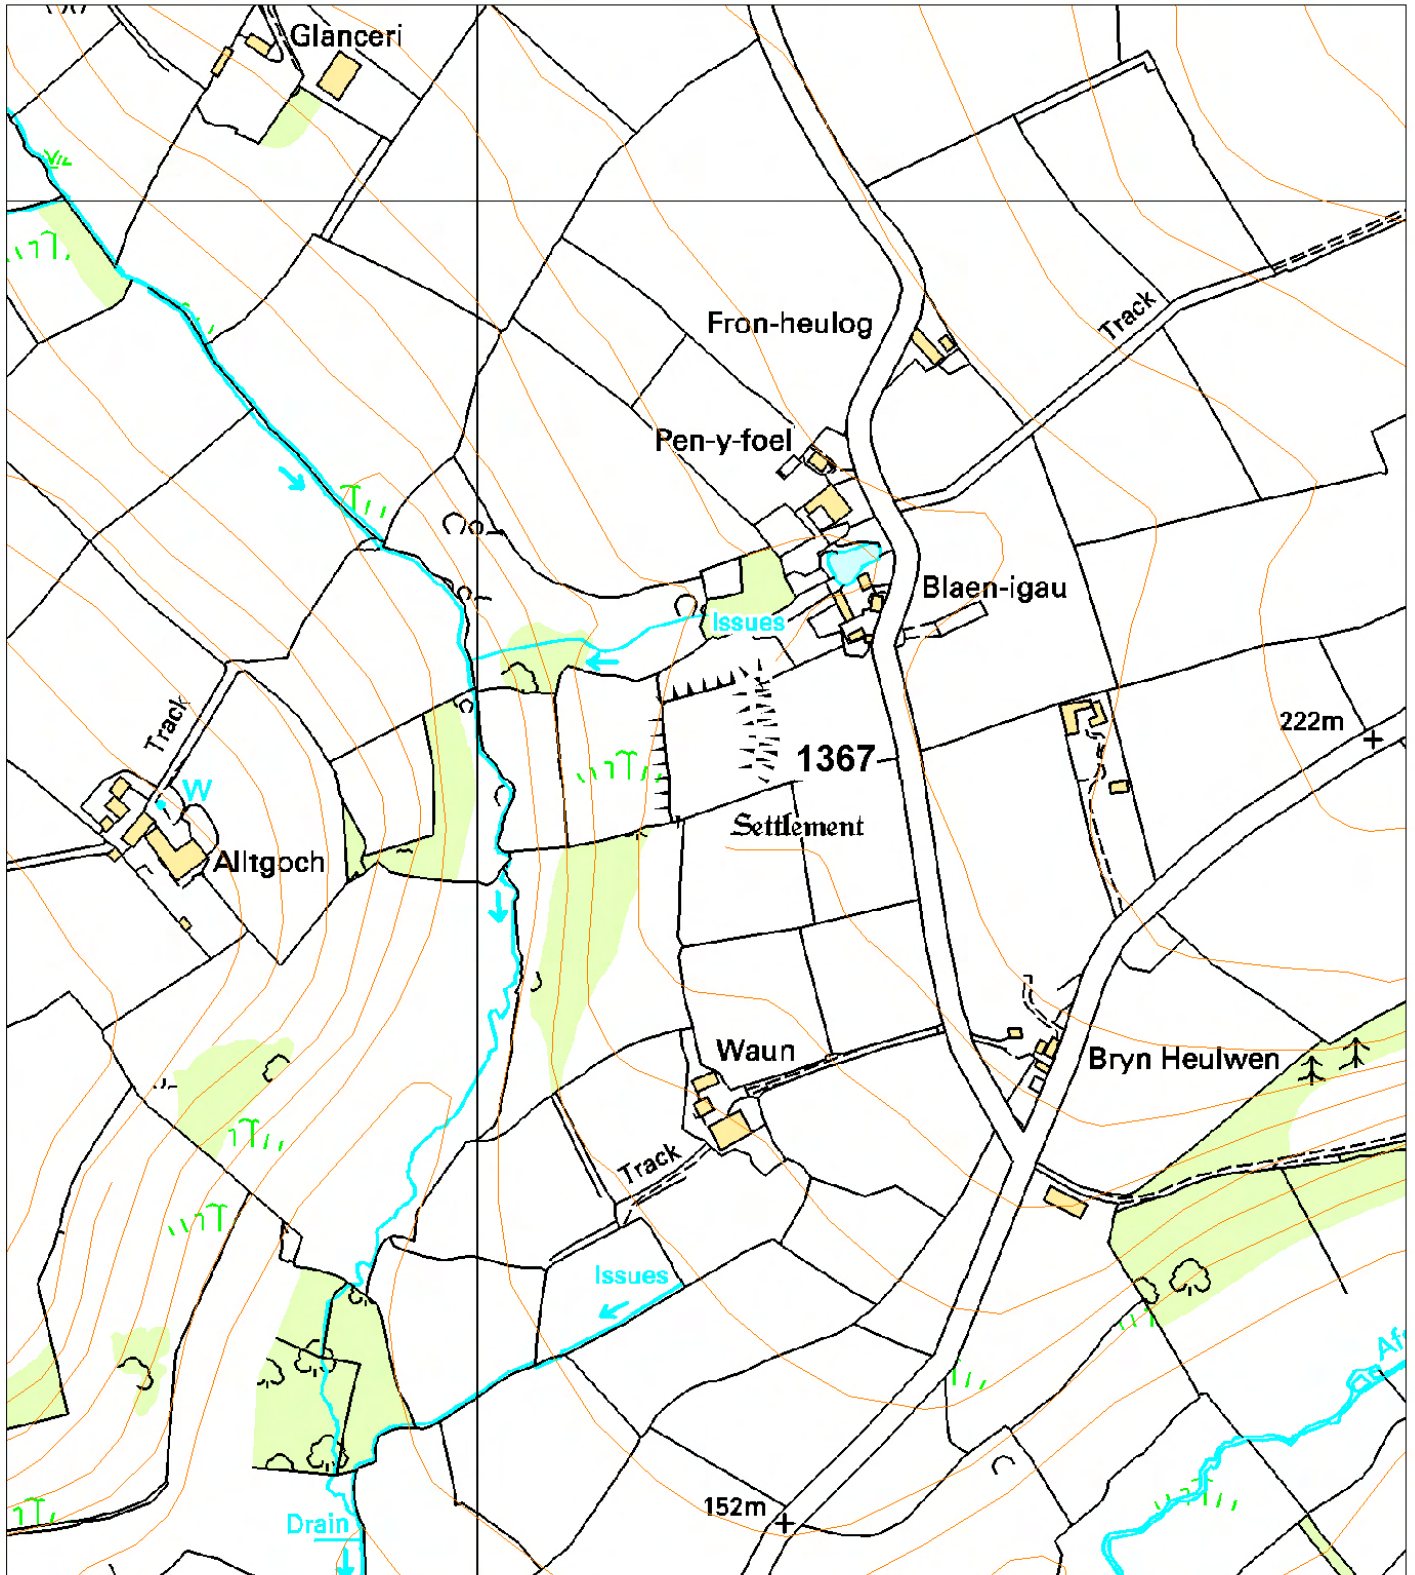 Glanceri
Track
Fron-heulog
Pen-y-foel
Blaen-igau
Issues
Track
222m
1367
W
Settlement
Alltgoch
Waun
Bryn Heulwen
Track
Issues
152m
Drain